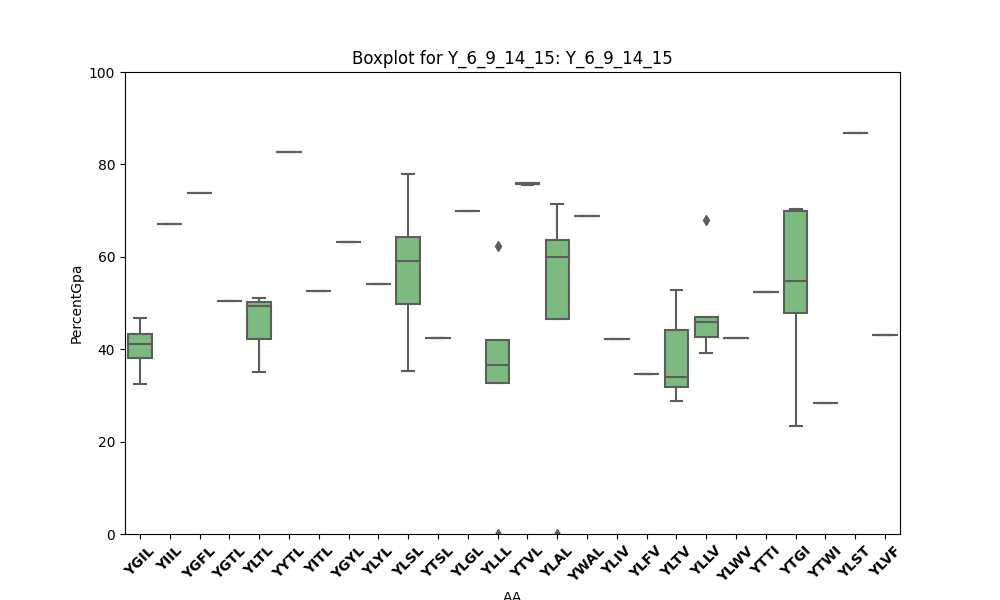 Boxplot for Y_6_9_14_15: Y_6_9_14_15
100
80
60
40
20
0
PercentGpa
YGIL YIIL YGFL YGTL YLTL YYTL YITL YGYL YLYL YLSL YTSL YLGL YLLL YTVL YLAL YWAL YLIV YLFV YLTV YLLV YLWV YTTI YTGI YTWI YLST YLVF
AA